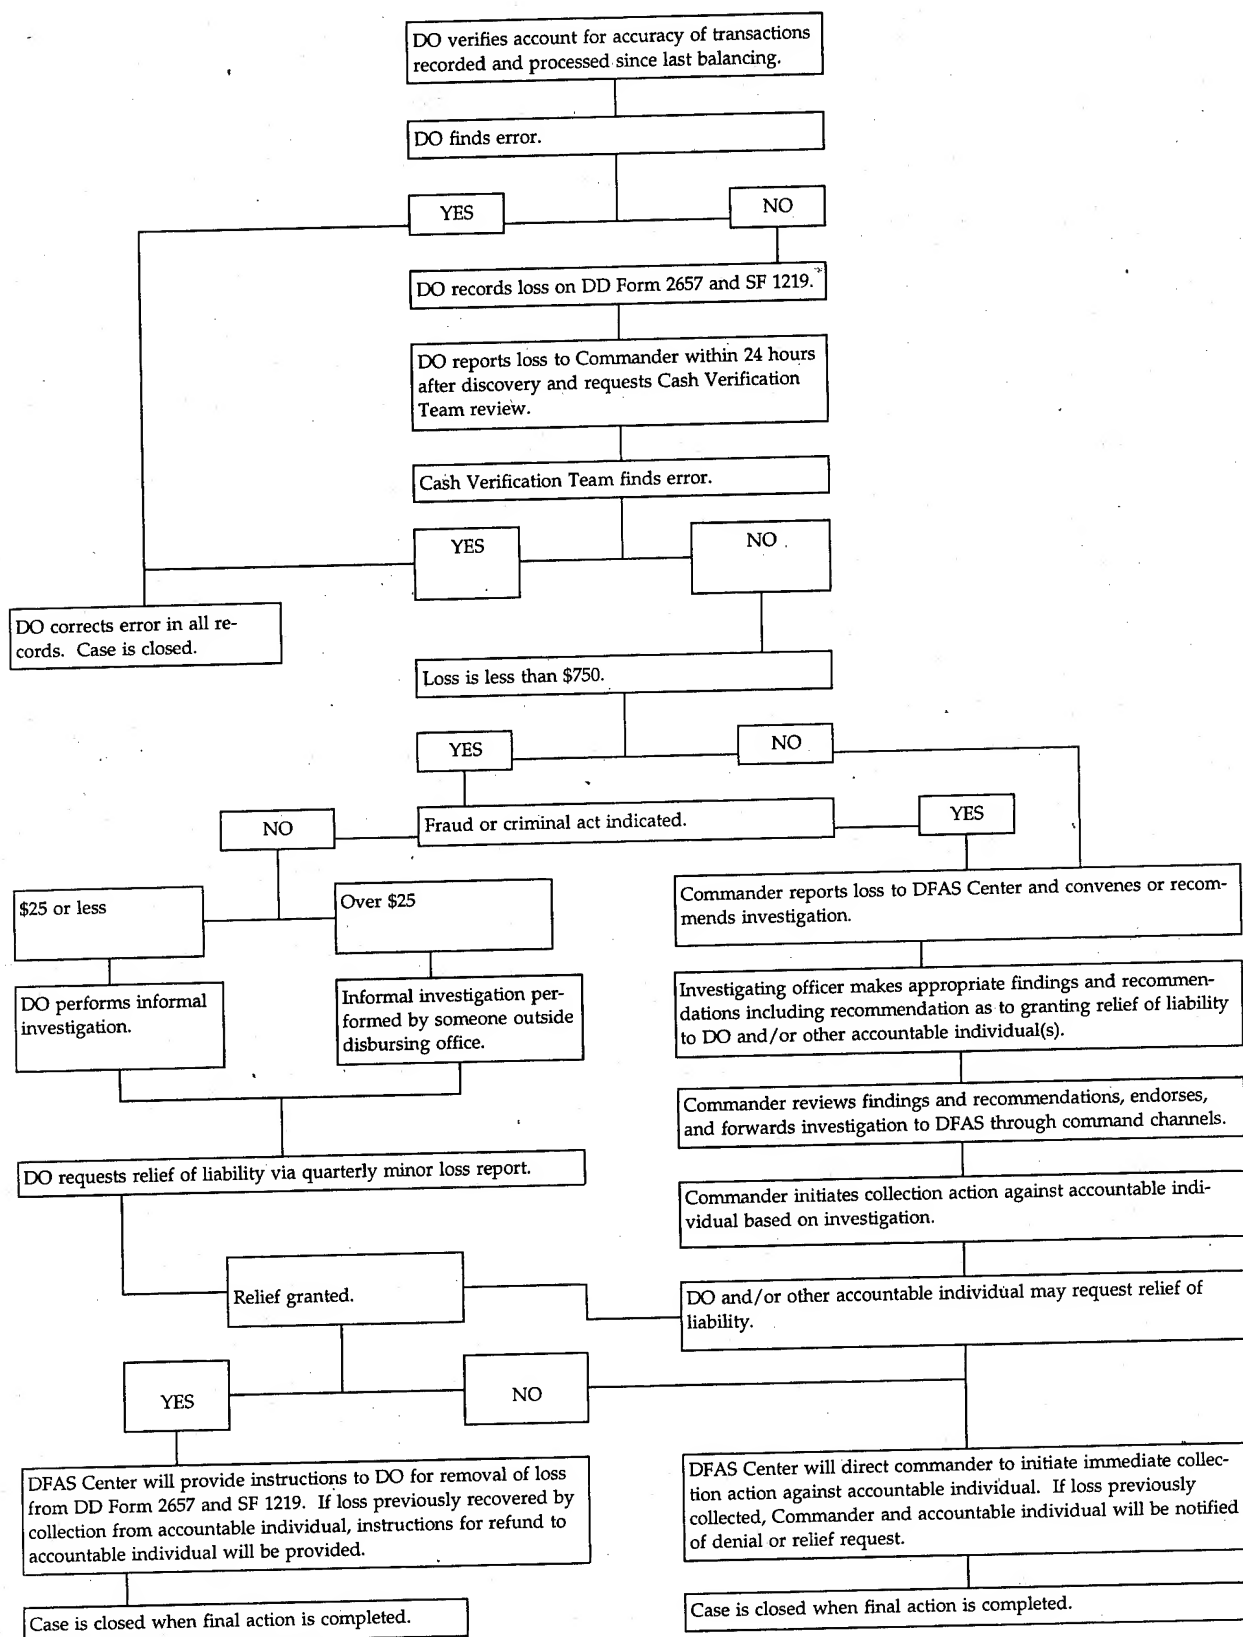 DO verifies account for accuracy of transactions
recorded and processed since last balancing.
DO finds error.
YES
NO
DO records loss on DD Form 2657 and SF 1219.
DO reports loss to Commander within 24 hours
after discovery and requests Cash Verification
Team review.
Cash Verification Team finds error.
YES
NO
DO corrects error in all re-
cords. Case is closed.
Loss is less than $750.
YES
NO
NO
Fraud or criminal act indicated.
YES
$25 or less
Over $25
Commander reports loss to DFAS Center and convenes or recom-
mends investigation.
DO performs informal
investigation.
Informal investigation per-
formed by someone outside
disbursing office.
Investigating officer makes appropriate findings and recommen-
dations including recommendation as to granting relief of liability
to DO and/or other accountable individual(s).
Commander reviews findings and recommendations, endorses,
and forwards investigation to DFAS through command channels.
DO requests relief of liability via quarterly minor loss report.
Commander initiates collection action against accountable indi-
vidual based on investigation.
Relief granted.
DO and/or other accountable individual may request relief of
liability.
YES
NO
DFAS Center will provide instructions to DO for removal of loss
from DD Form 2657 and SF 1219. If loss previously recovered by
collection from accountable individual, instructions for refund to
accountable individual will be provided.
DFAS Center will direct commander to initiate immediate collec-
tion action against accountable individual. If loss previously
collected, Commander and accountable individual will be notified
of denial or relief request.
Case is closed when final action is completed.
Case is closed when final action is completed.